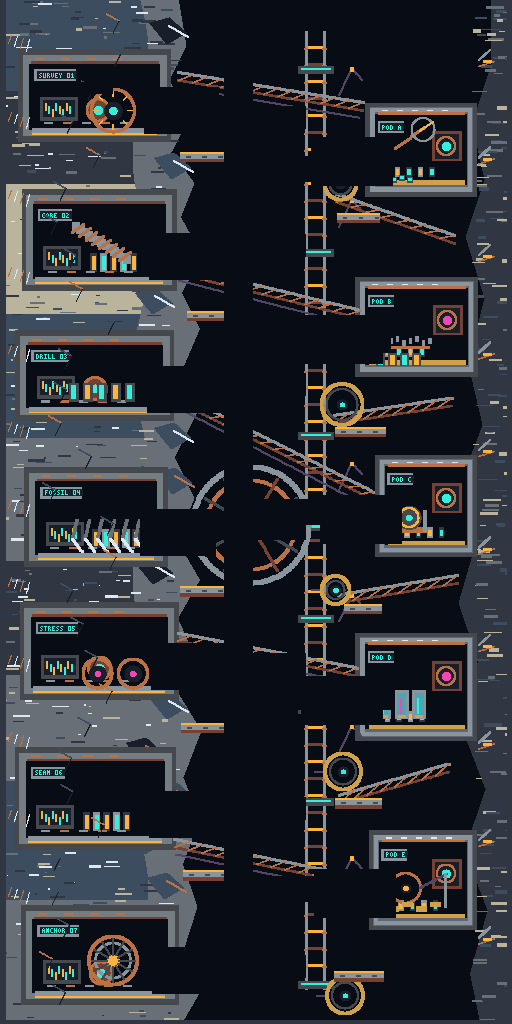 SURVEY 01
POD A
CORE 02
POD B
DRILL 03
POD C
FOSSIL 04
STRESS 05
POD D
SEAM 06
POD E
ANCHOR 07